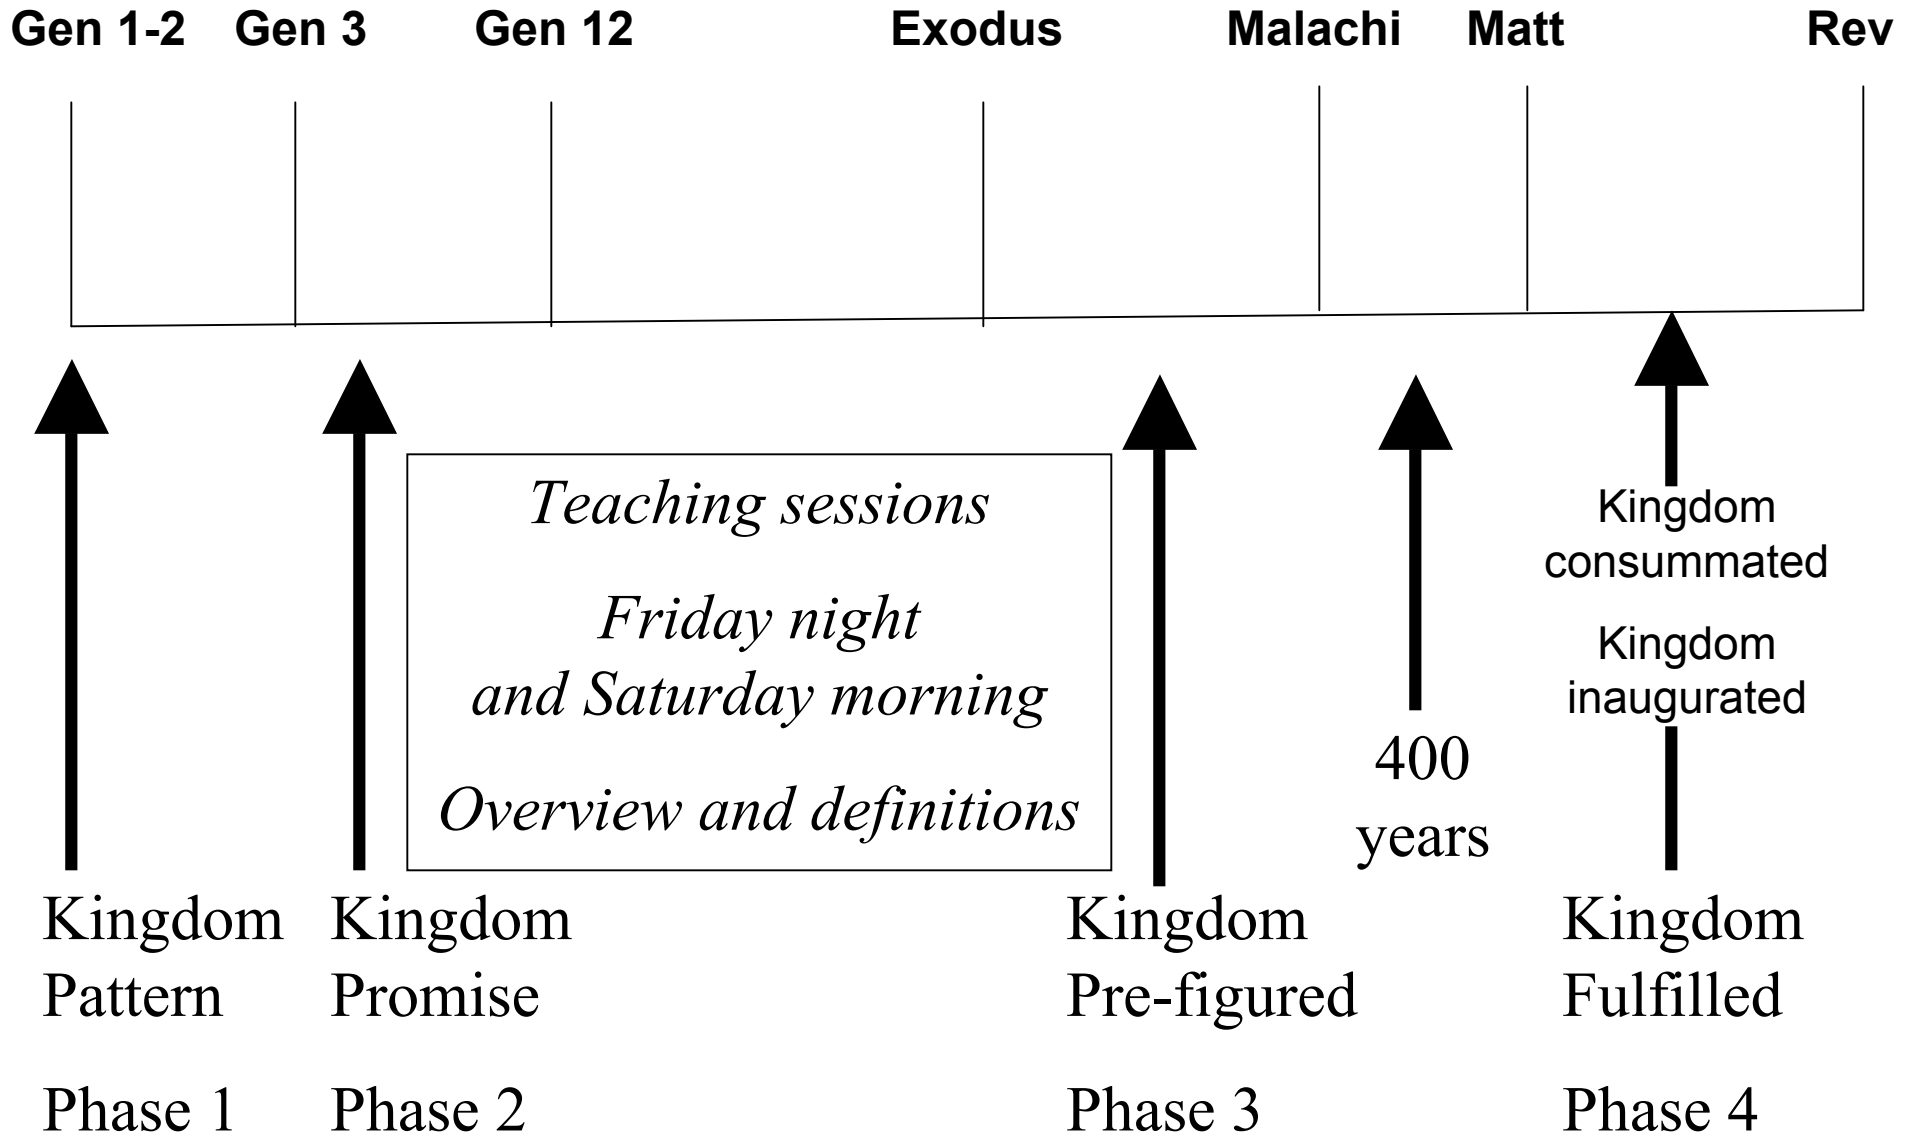 Gen 1-2 Gen 3 Gen 12 Exodus Malachi Matt Rev
Teaching sessions
Friday night
and Saturday morning
Overview and definitions
400
years
Kingdom
consummated
Kingdom
inaugurated
Kingdom
Pattern
Phase 1
Kingdom
Promise
Phase 2
Kingdom
Pre-figured
Phase 3
Kingdom
Fulfilled
Phase 4